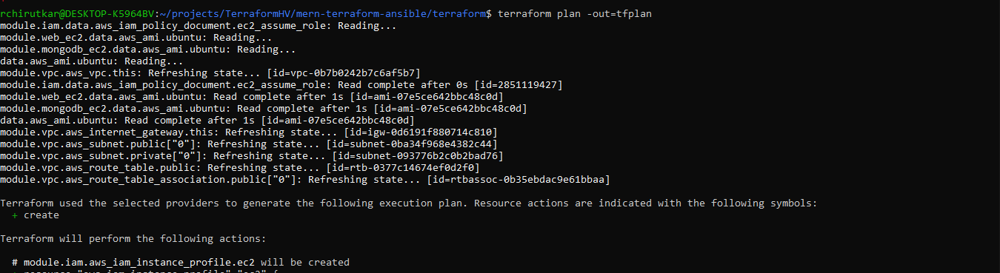 rchirutkar@DESKTOP-K5964BV:~/projects/TerraformHV/mern-terraform-ansible/terraform$ terraform plan -out=tfplan
module.iam.data.aws_iam_policy_document.ec2_assume_role: Reading...
module.web_ec2.data.aws_ami.ubuntu: Reading...
module.mongodb_ec2.data.aws_ami.ubuntu: Reading...
data.aws_ami.ubuntu: Reading...
module.vpc.aws_vpc.this: Refreshing state... [id=vpc-0b7b0242b7c6af5b7]
module.iam.data.aws_iam_policy_document.ec2_assume_role: Read complete after 0s [id=2851119427]
module.web_ec2.data.aws_ami.ubuntu: Read complete after 1s [id=ami-07e5ce642bbc48c0d]
module.mongodb_ec2.data.aws_ami.ubuntu: Read complete after 1s [id=ami-07e5ce642bbc48c0d]
data.aws_ami.ubuntu: Read complete after 1s [id=ami-07e5ce642bbc48c0d]
module.vpc.aws_internet_gateway.this: Refreshing state... [id=igw-0d6191f880714c810]
module.vpc.aws_subnet.public["0"]: Refreshing state... [id=subnet-0ba34f968e4382c44]
module.vpc.aws_subnet.private["0"]: Refreshing state... [id=subnet-093776b2c0b2bad76]
module.vpc.aws_route_table.public: Refreshing state... [id=rtb-0377c14674ef0d2f0]
module.vpc.aws_route_table_association.public["0"]: Refreshing state... [id=rtbassoc-0b35ebdac9e61bbaa]
Terraform used the selected providers to generate the following execution plan. Resource actions are indicated with the following symbols:
+ create
Terraform will perform the following actions:
# module.iam.aws_iam_instance_profile.ec2 will be created
+ resource "aws_iam_instance_profile" "ec2" {